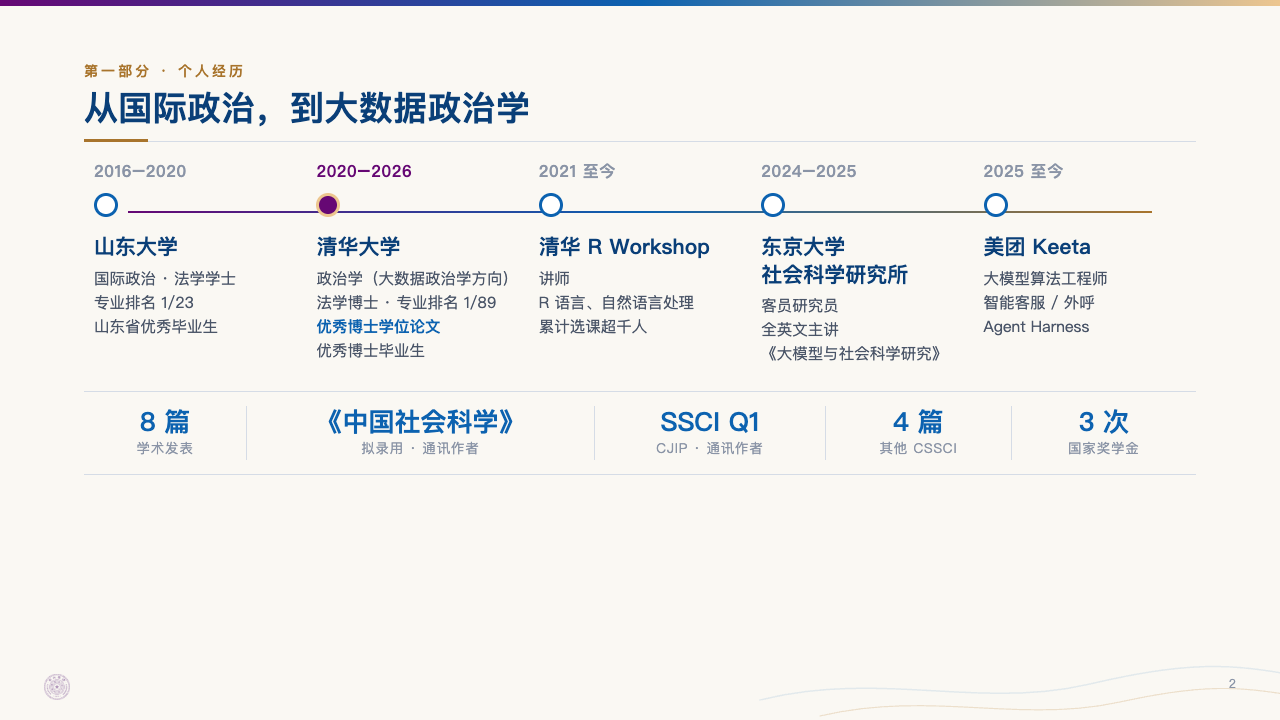 第一部分 · 个人经历
从国际政治，到大数据政治学
2016—2020
2020—2026
2021 至今
2024—2025
2025 至今
山东大学
国际政治 · 法学学士
专业排名 1/23
山东省优秀毕业生
清华大学
政治学（大数据政治学方向）
法学博士 · 专业排名 1/89
优秀博士学位论文
优秀博士毕业生
清华 R Workshop
讲师
R 语言、自然语言处理
累计选课超千人
东京大学
社会科学研究所
客员研究员
全英文主讲
《大模型与社会科学研究》
美团 Keeta
大模型算法工程师
智能客服 / 外呼
Agent Harness
8 篇
学术发表
《中国社会科学》
拟录用 · 通讯作者
SSCI Q1
CJIP · 通讯作者
4 篇
其他 CSSCI
3 次
国家奖学金
2